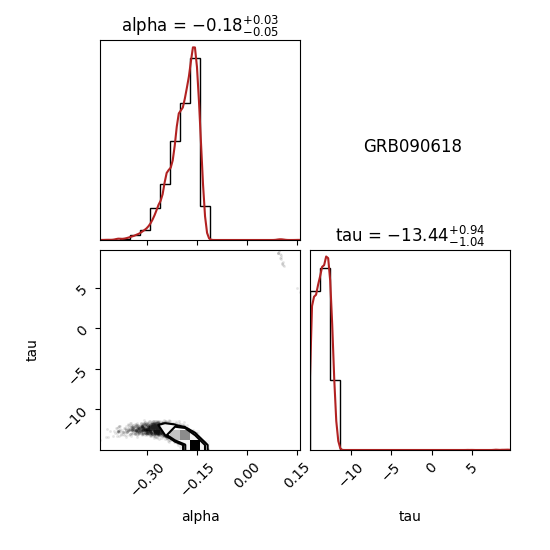 alpha = −0.18 +0.03 −0.05
GRB090618
tau = −13.44 +0.94 −1.04
tau
5
0
−5
−10
−0.30 −0.15 0.00 0.15
−10 −5 0 5
alpha tau